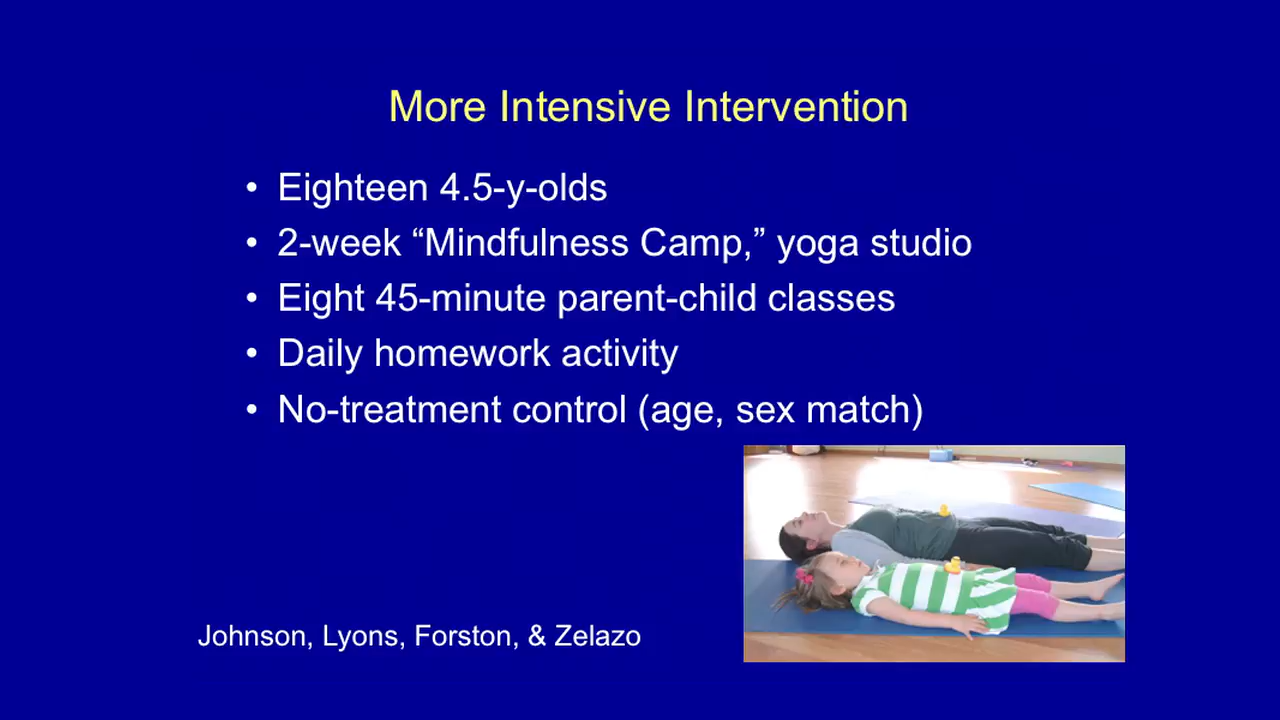 More Intensive Intervention
• Eighteen 4.5-y-olds
• 2-week “Mindfulness Camp,” yoga studio
• Eight 45-minute parent-child classes
• Daily homework activity
• No-treatment control (age, sex match)
Johnson, Lyons, Forston, & Zelazo